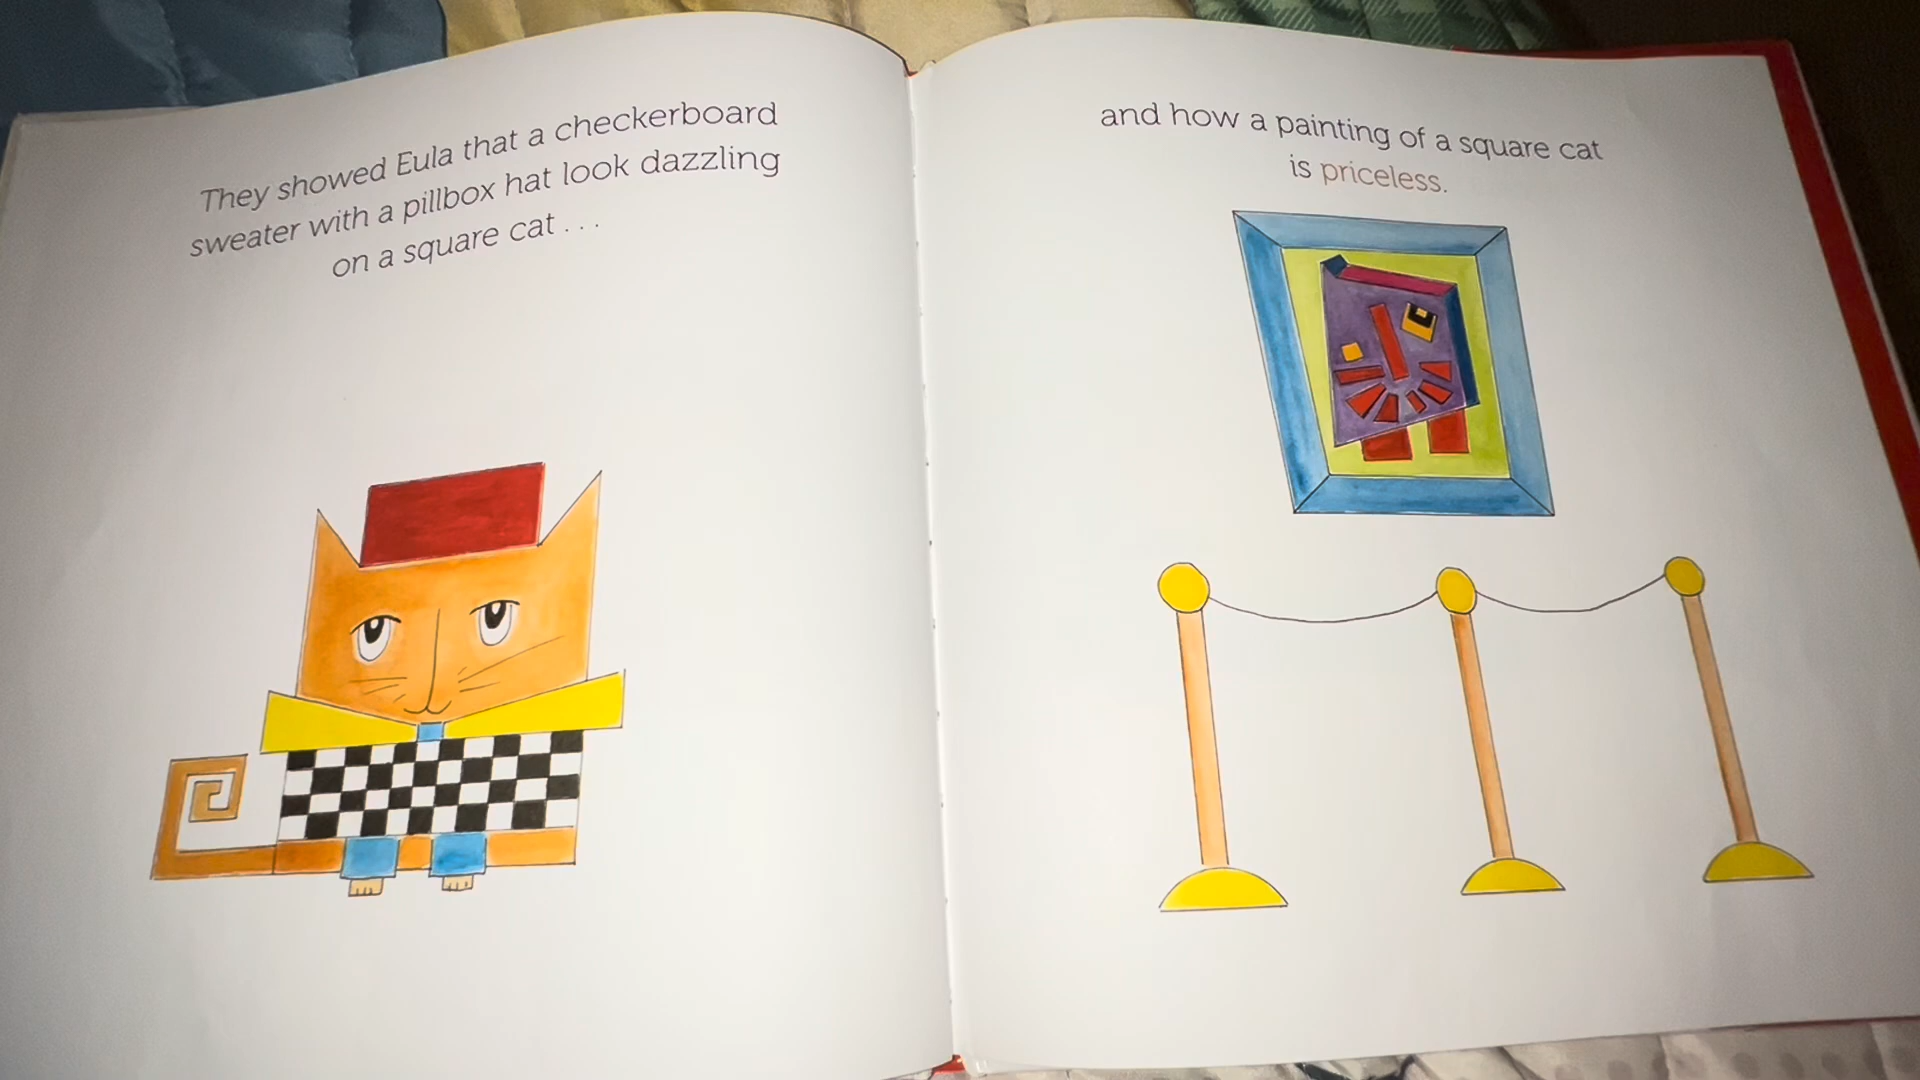 They showed Eula that a checkerboard
sweater with a pillbox hat look dazzling
on a square cat . . .
and how a painting of a square cat
is priceless.